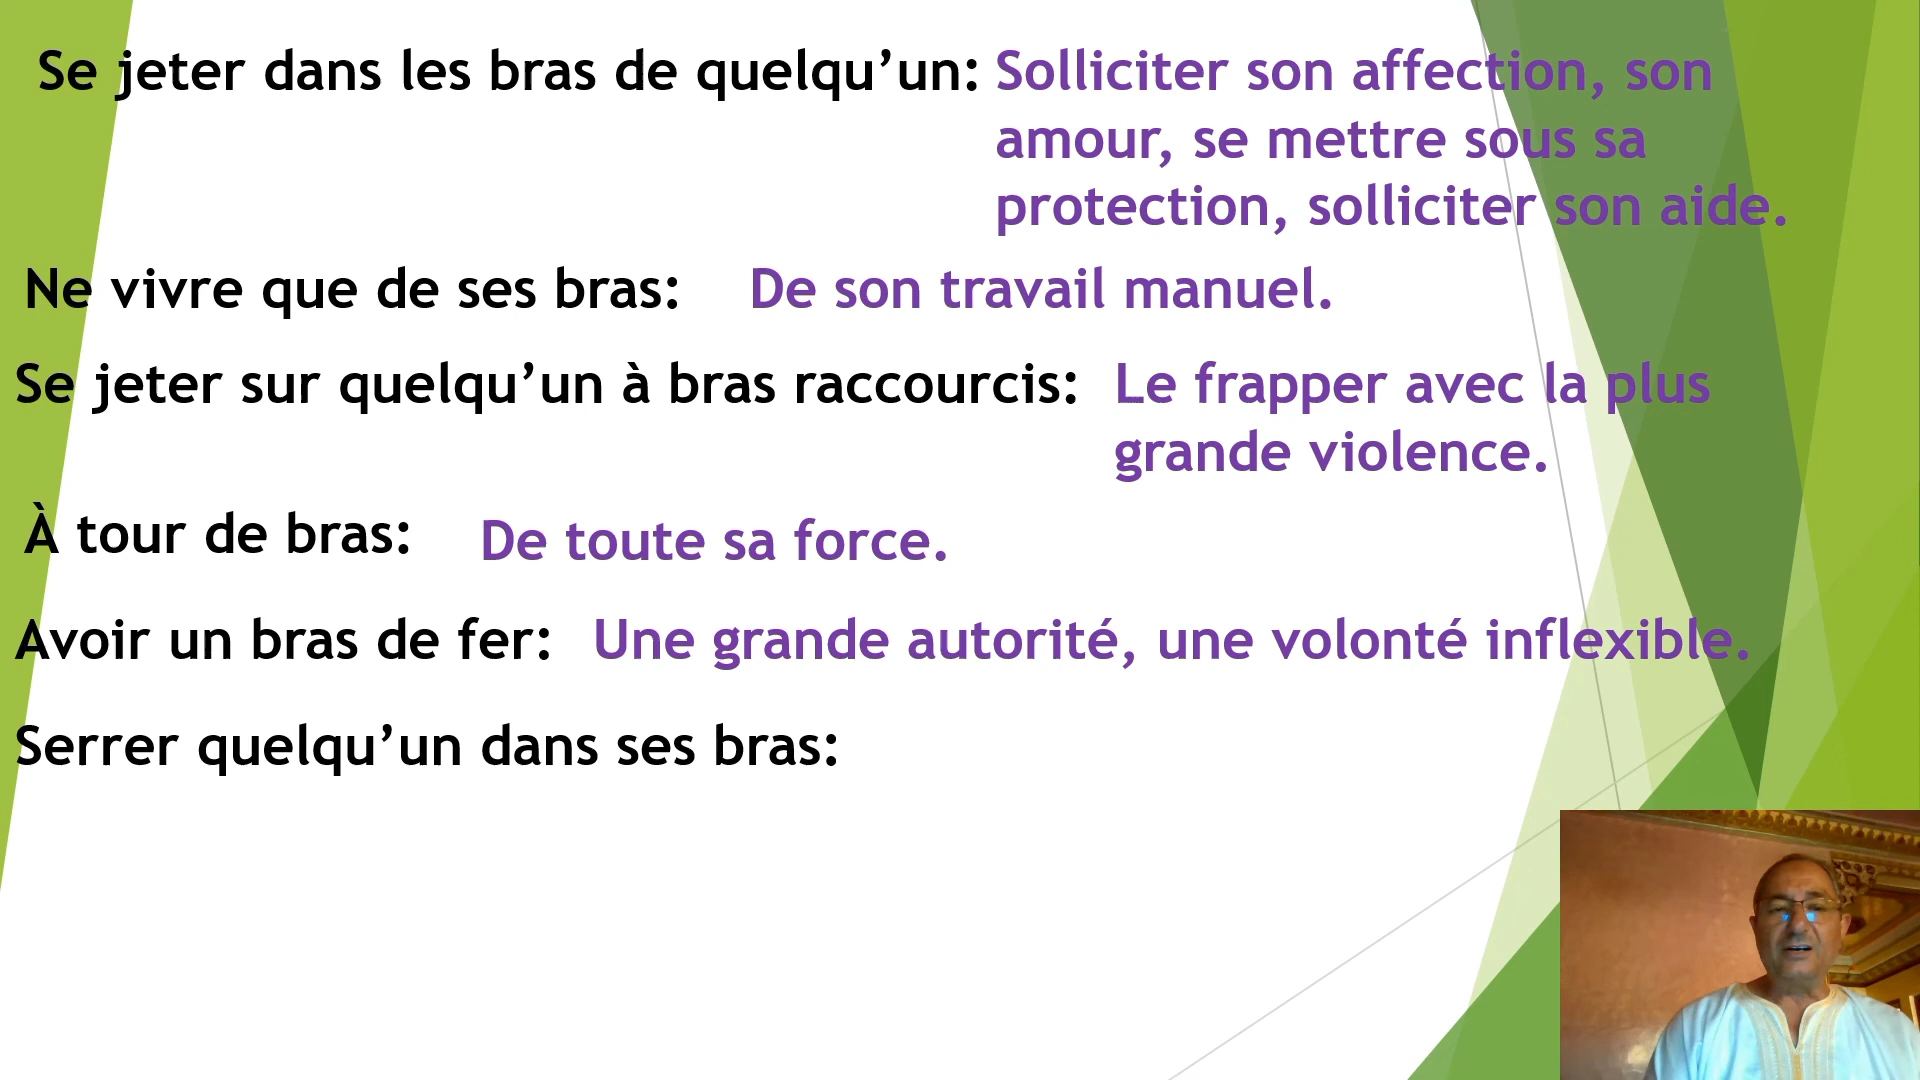 Se jeter dans les bras de quelqu’un: Solliciter son affection, son
amour, se mettre sous sa
protection, solliciter son aide.
Ne vivre que de ses bras: De son travail manuel.
Se jeter sur quelqu’un à bras raccourcis: Le frapper avec la plus
grande violence.
À tour de bras: De toute sa force.
Avoir un bras de fer: Une grande autorité, une volonté inflexible.
Serrer quelqu’un dans ses bras: